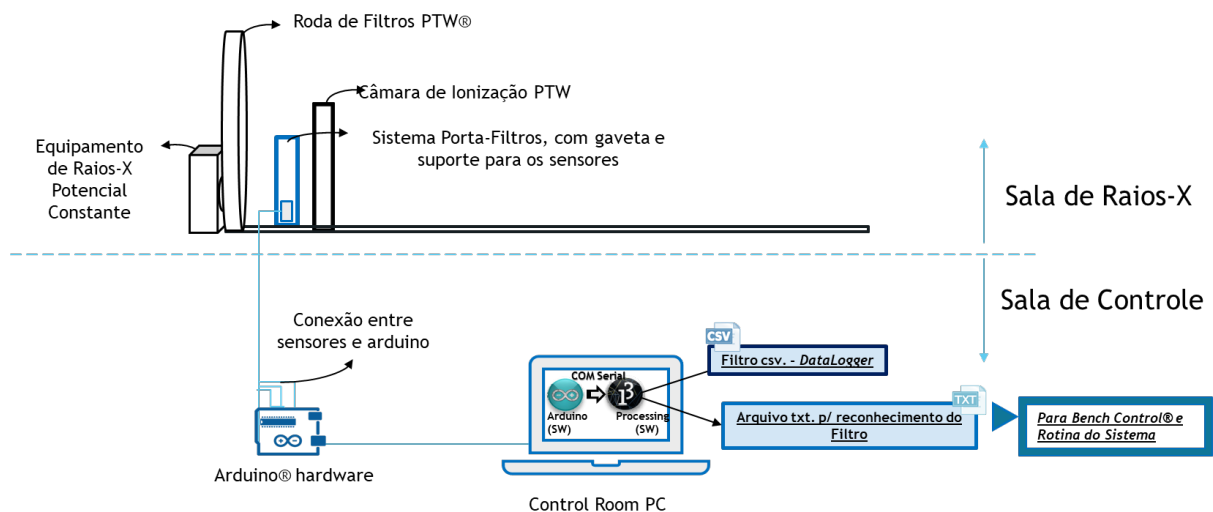 Roda de Filtros PTW®
Câmara de Ionização PTW
Sistema Porta-Filtros, com gaveta e
suporte para os sensores
Equipamento
de Raios-X
Potencial
Constante
Sala de Raios-X
Sala de Controle
Conexão entre
sensores e arduino
CSV
Filtro csv. - DataLogger
COM Serial
Arduino
(SW)
Processing
(SW)
TXT
Arquivo txt. p/ reconhecimento do
Filtro
Para Bench Control® e
Rotina do Sistema
Arduino® hardware
Control Room PC